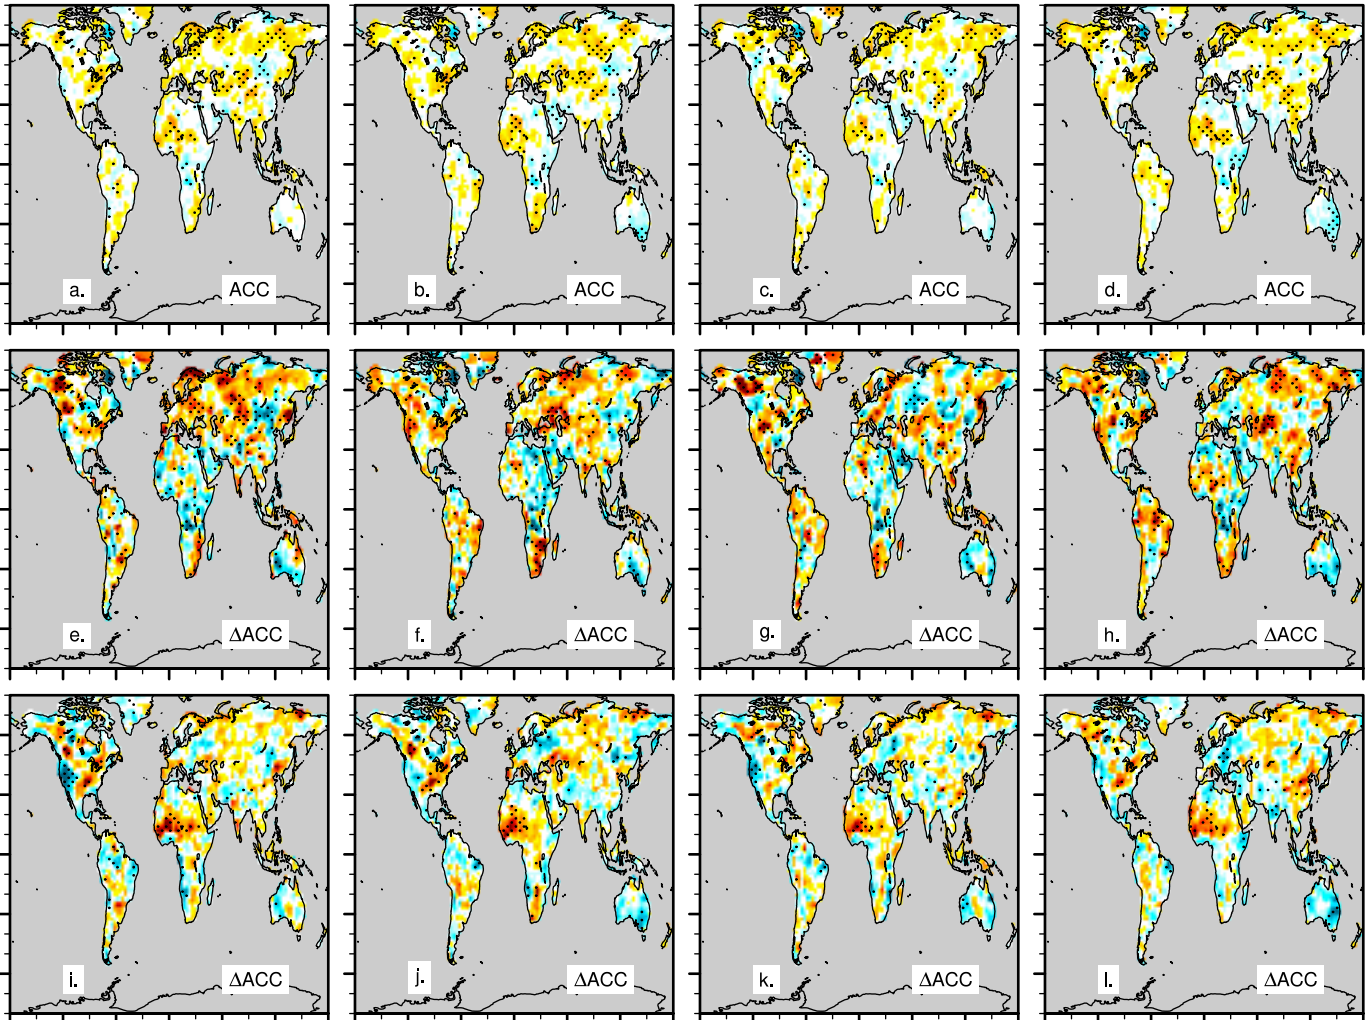 a. ACC
b. ACC
c. ACC
d. ACC
e. ΔACC
f. ΔACC
g. ΔACC
h. ΔACC
i. ΔACC
j. ΔACC
k. ΔACC
l. ΔACC